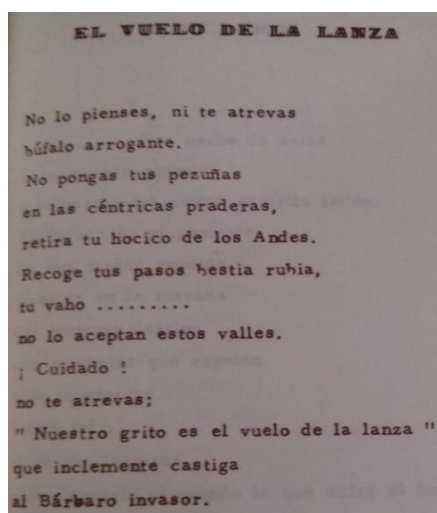 EL VUELO DE LA LANZA
No lo pienses, ni te atrevas
búfalo arrogante.
No pongas tus pezuñas
en las céntricas praderas,
retira tu hocico de los Andes.
Recoge tus pasos bestia rubia,
tu vaho .........
no lo aceptan estos valles.
¡ Cuidado !
no te atrevas;
" Nuestro grito es el vuelo de la lanza "
que inclemente castiga
al Bárbaro invasor.